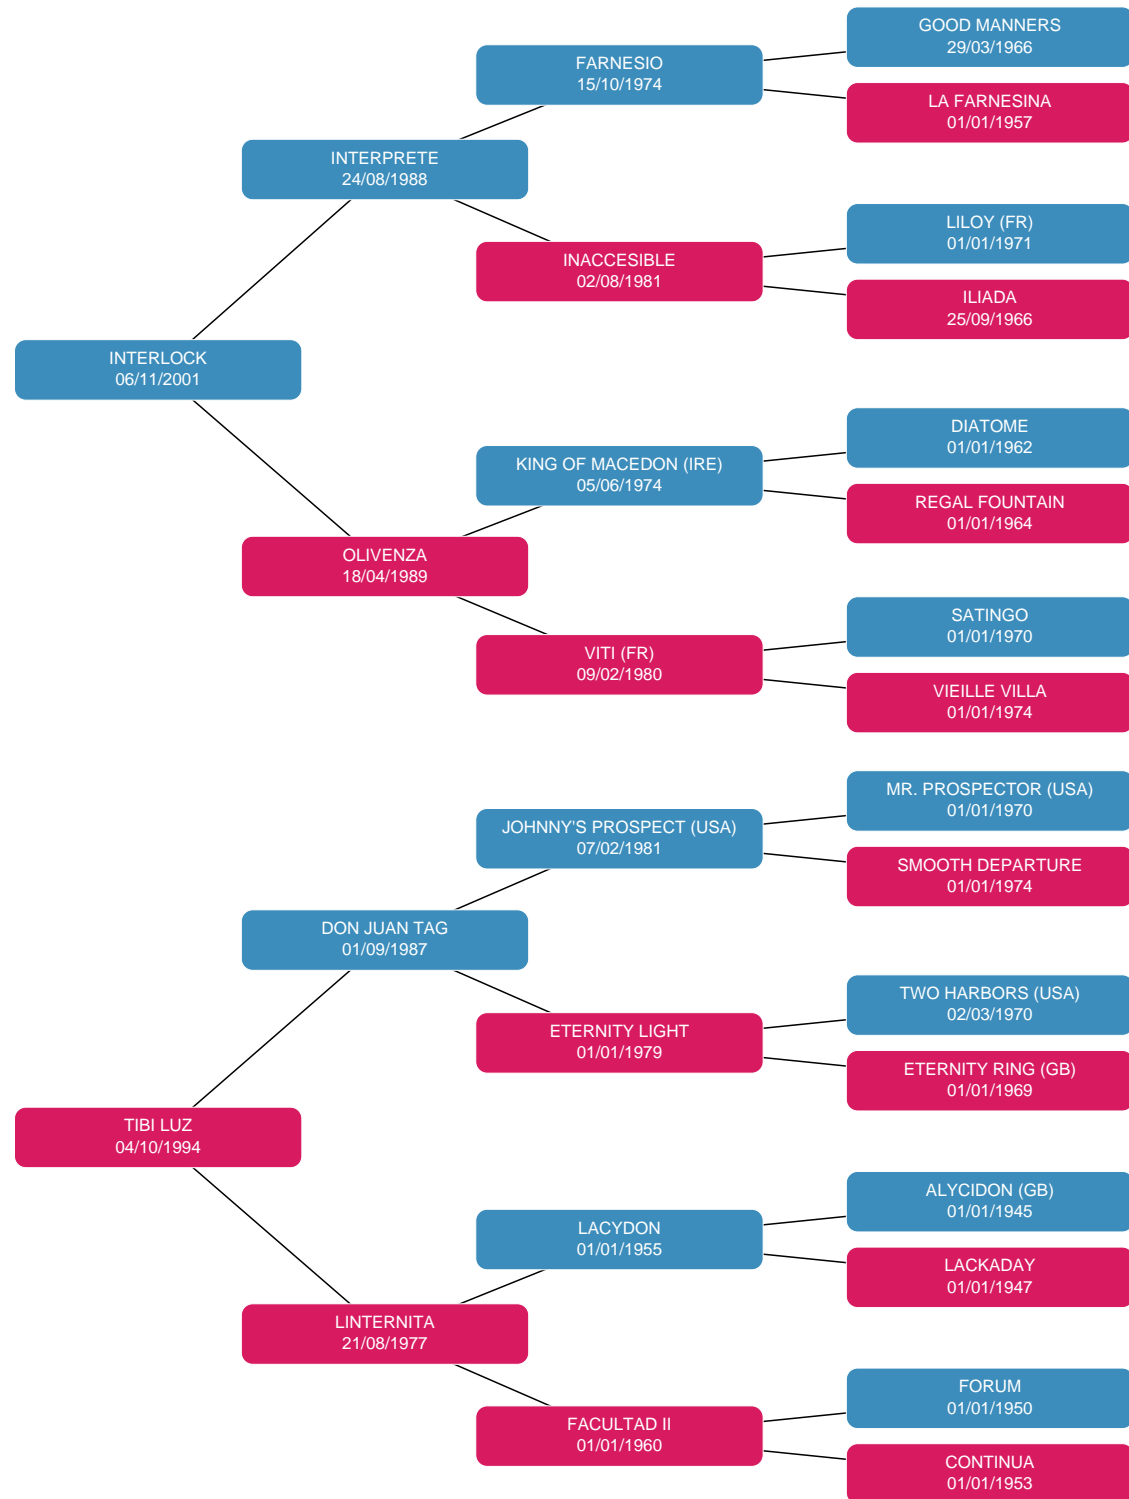 GOOD MANNERS
29/03/1966
FARNESIO
15/10/1974
LA FARNESINA
01/01/1957
INTERPRETE
24/08/1988
LILOY (FR)
01/01/1971
INACCESIBLE
02/08/1981
ILIADA
25/09/1966
INTERLOCK
06/11/2001
DIATOME
01/01/1962
KING OF MACEDON (IRE)
05/06/1974
REGAL FOUNTAIN
01/01/1964
OLIVENZA
18/04/1989
SATINGO
01/01/1970
VITI (FR)
09/02/1980
VIEILLE VILLA
01/01/1974
MR. PROSPECTOR (USA)
01/01/1970
JOHNNY'S PROSPECT (USA)
07/02/1981
SMOOTH DEPARTURE
01/01/1974
DON JUAN TAG
01/09/1987
TWO HARBORS (USA)
02/03/1970
ETERNITY LIGHT
01/01/1979
ETERNITY RING (GB)
01/01/1969
TIBI LUZ
04/10/1994
ALYCIDON (GB)
01/01/1945
LACYDON
01/01/1955
LACKADAY
01/01/1947
LINTERNITA
21/08/1977
FORUM
01/01/1950
FACULTAD II
01/01/1960
CONTINUA
01/01/1953